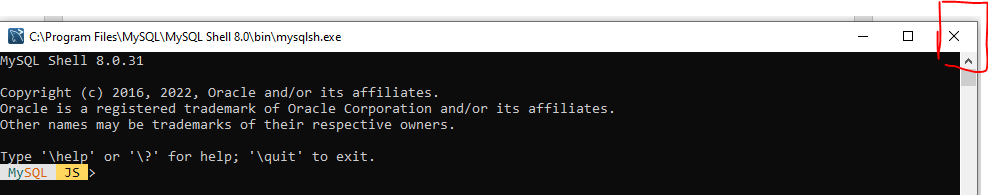 C:\Program Files\MySQL\MySQL Shell 8.0\bin\mysqlsh.exe
MySQL Shell 8.0.31
Copyright (c) 2016, 2022, Oracle and/or its affiliates.
Oracle is a registered trademark of Oracle Corporation and/or its affiliates.
Other names may be trademarks of their respective owners.
Type '\help' or '\?' for help; '\quit' to exit.
MySQL JS >